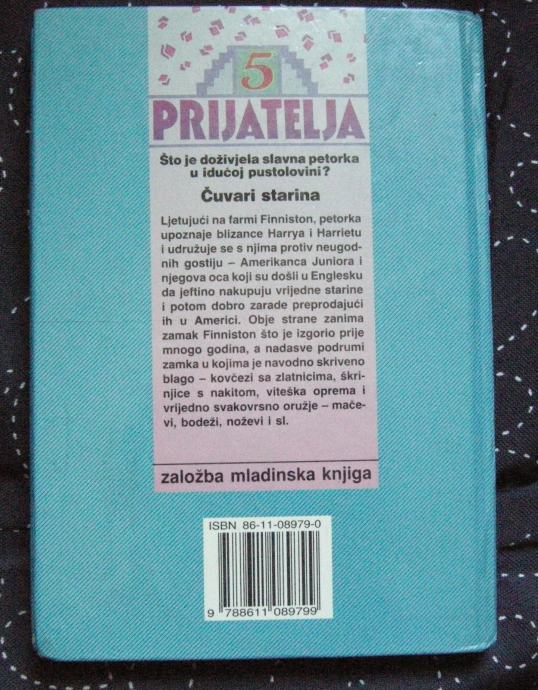 5
PRIJATELJA
Što je doživjela slavna petorka
u idućoj pustolovini?
Čuvari starina
Ljetujući na farmi Finniston, petorka
upoznaje blizance Harrya i Harrietu
i udružuje se s njima protiv neugod-
nih gostiju – Amerikanca Juniora i
njegova oca koji su došli u Englesku
da jeftino nakupuju vrijedne starine
i potom dobro zarade preprodajući
ih u Americi. Obje strane zanima
zamak Finniston što je izgorio prije
mnogo godina, a nadasve podrumi
zamka u kojima je navodno skriveno
blago – kovčezi sa zlatnicima, škri-
njice s nakitom, viteška oprema i
vrijedno svakovrsno oružje – mače-
vi, bodeži, noževi i sl.
založba mladinska knjiga
ISBN 86-11-08979-0
9 788611 089799